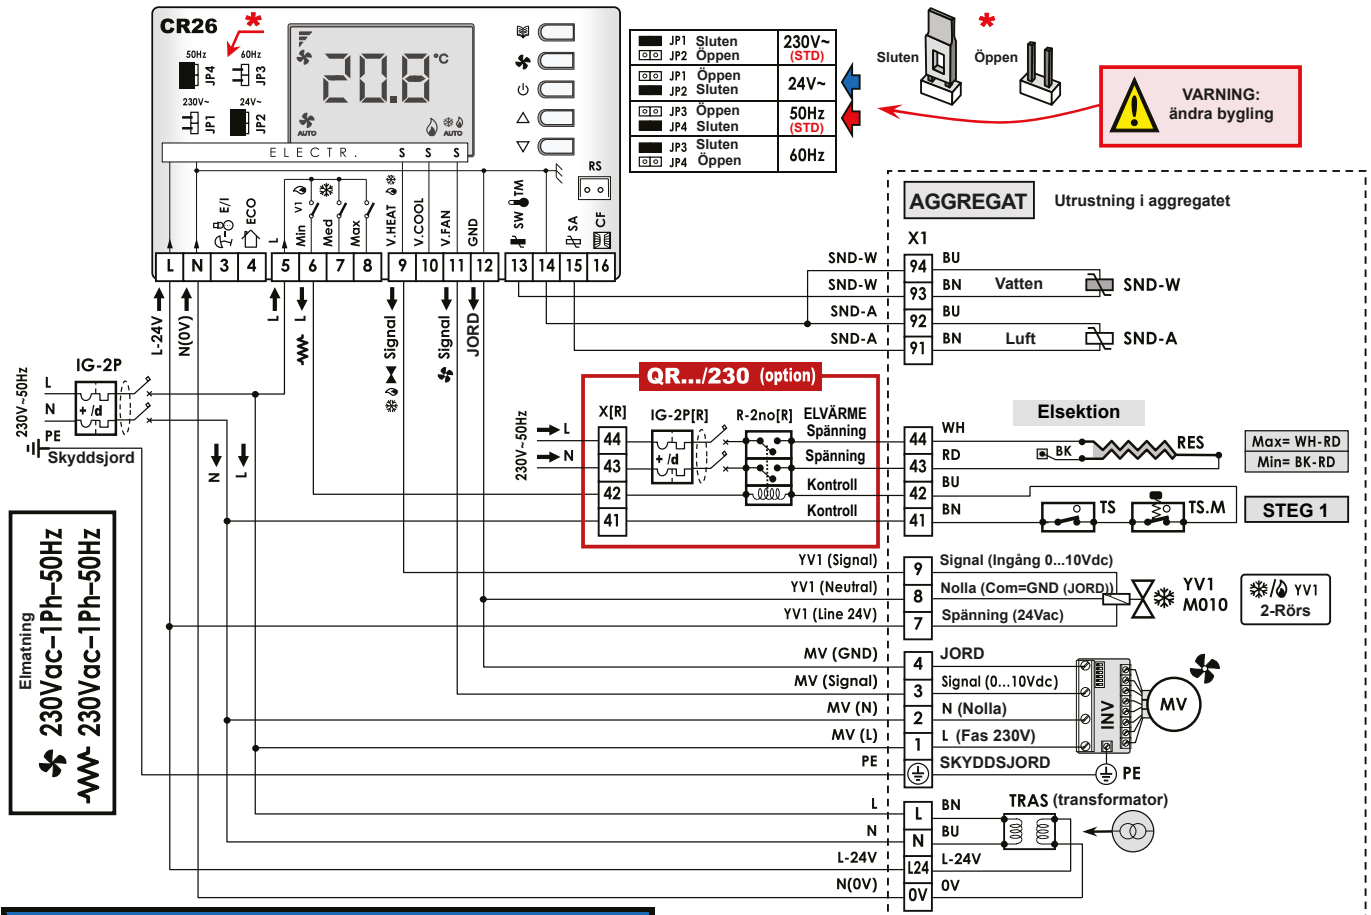 CR26
*
50Hz
JP4
60Hz
JP3
230V~
JP1
24V~
JP2
20.8 °C
AUTO
AUTO
ELECTR. S S S
RS
E/I
ECO
L
Min V1
Med
Max
V.HEAT
V.COOL
V.FAN
GND
SW TM
SA
CF
L N 3 4 5 6 7 8 9 10 11 12 13 14 15 16
JP1 Sluten
JP2 Öppen
230V~
(STD)
JP1 Öppen
JP2 Sluten
24V~
JP3 Öppen
JP4 Sluten
50Hz
(STD)
JP3 Sluten
JP4 Öppen
60Hz
Sluten
Öppen
*
VARNING:
ändra bygling
L-24V
N(0V)
L
L
Signal
Signal
JORD
IG-2P
230V~50Hz
L
N
PE
+ /d
Skyddsjord
N
L
Elmatning
230Vac-1Ph-50Hz
230Vac-1Ph-50Hz
AGGREGAT
Utrustning i aggregatet
X1
SND-W 94 BU
SND-W 93 BN Vatten SND-W
SND-A 92 BU
SND-A 91 BN Luft SND-A
QR.../230 (option)
X[R] IG-2P[R] R-2no[R] ELVÄRME
230V~50Hz
L 44 Spänning
N 43 + /d Spänning
42 Kontroll
41 Kontroll
Elsektion
44 WH
43 RD
42 BU
41 BN
BK
RES
Max= WH-RD
Min= BK-RD
TS
TS.M
STEG 1
YV1 (Signal) 9 Signal (Ingång 0...10Vdc)
YV1 (Neutral) 8 Nolla (Com=GND (JORD))
YV1 (Line 24V) 7 Spänning (24Vac)
YV1
M010
YV1
2-Rörs
MV (GND) 4 JORD
MV (Signal) 3 Signal (0...10Vdc)
MV (N) 2 N (Nolla)
MV (L) 1 L (Fas 230V)
PE SKYDDSJORD
INV
MV
PE
L L BN TRAS (transformator)
N N BU
L-24V L24 L-24V
N(0V) 0V 0V